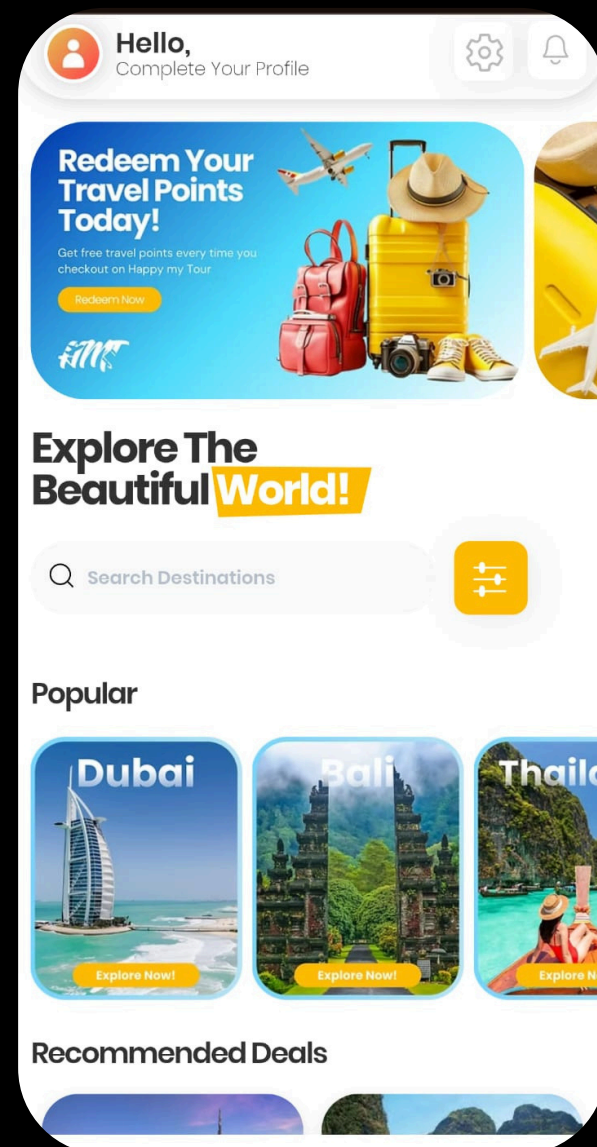 Hello,
Complete Your Profile
Redeem Your
Travel Points
Today!
Get free travel points every time you
checkout on Happy my Tour
Redeem Now
Explore The
Beautiful World!
Search Destinations
Popular
Dubai
Bali
Explore Now!
Explore Now!
Explore
Recommended Deals